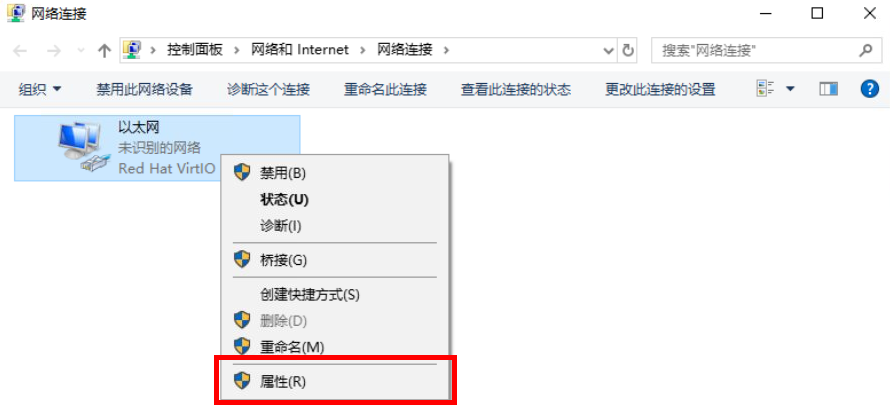 网络连接
控制面板 > 网络和 Internet > 网络连接 >
搜索"网络连接"
组织 禁用此网络设备 诊断这个连接 重命名此连接 查看此连接的状态 更改此连接的设置
以太网
未识别的网络
Red Hat VirtIO
禁用(B)
状态(U)
诊断(I)
桥接(G)
创建快捷方式(S)
删除(D)
重命名(M)
属性(R)